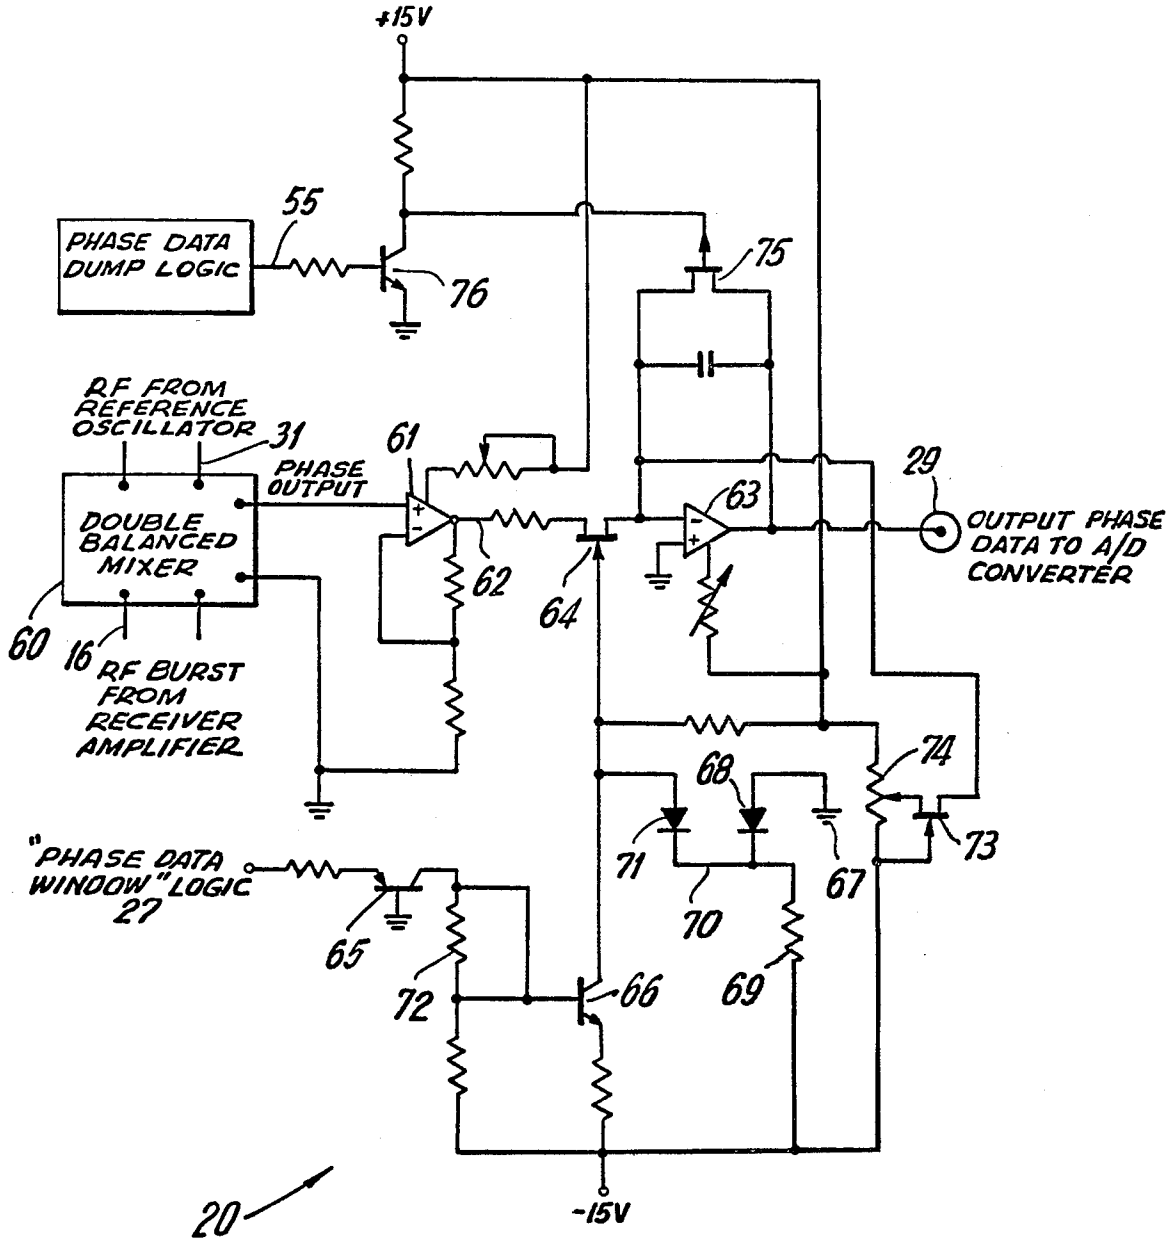 +15V
55
PHASE DATA
DUMP LOGIC
76
75
RF FROM
REFERENCE
OSCILLATOR
31
PHASE
OUTPUT
61
+
-
62
DOUBLE
BALANCED
MIXER
60
16
RF BURST
FROM
RECEIVER
AMPLIFIER
64
63
-
+
29
OUTPUT PHASE
DATA TO A/D
CONVERTER
74
68
71
70
67
73
69
"PHASE DATA
WINDOW" LOGIC
27
65
72
66
20
-15V